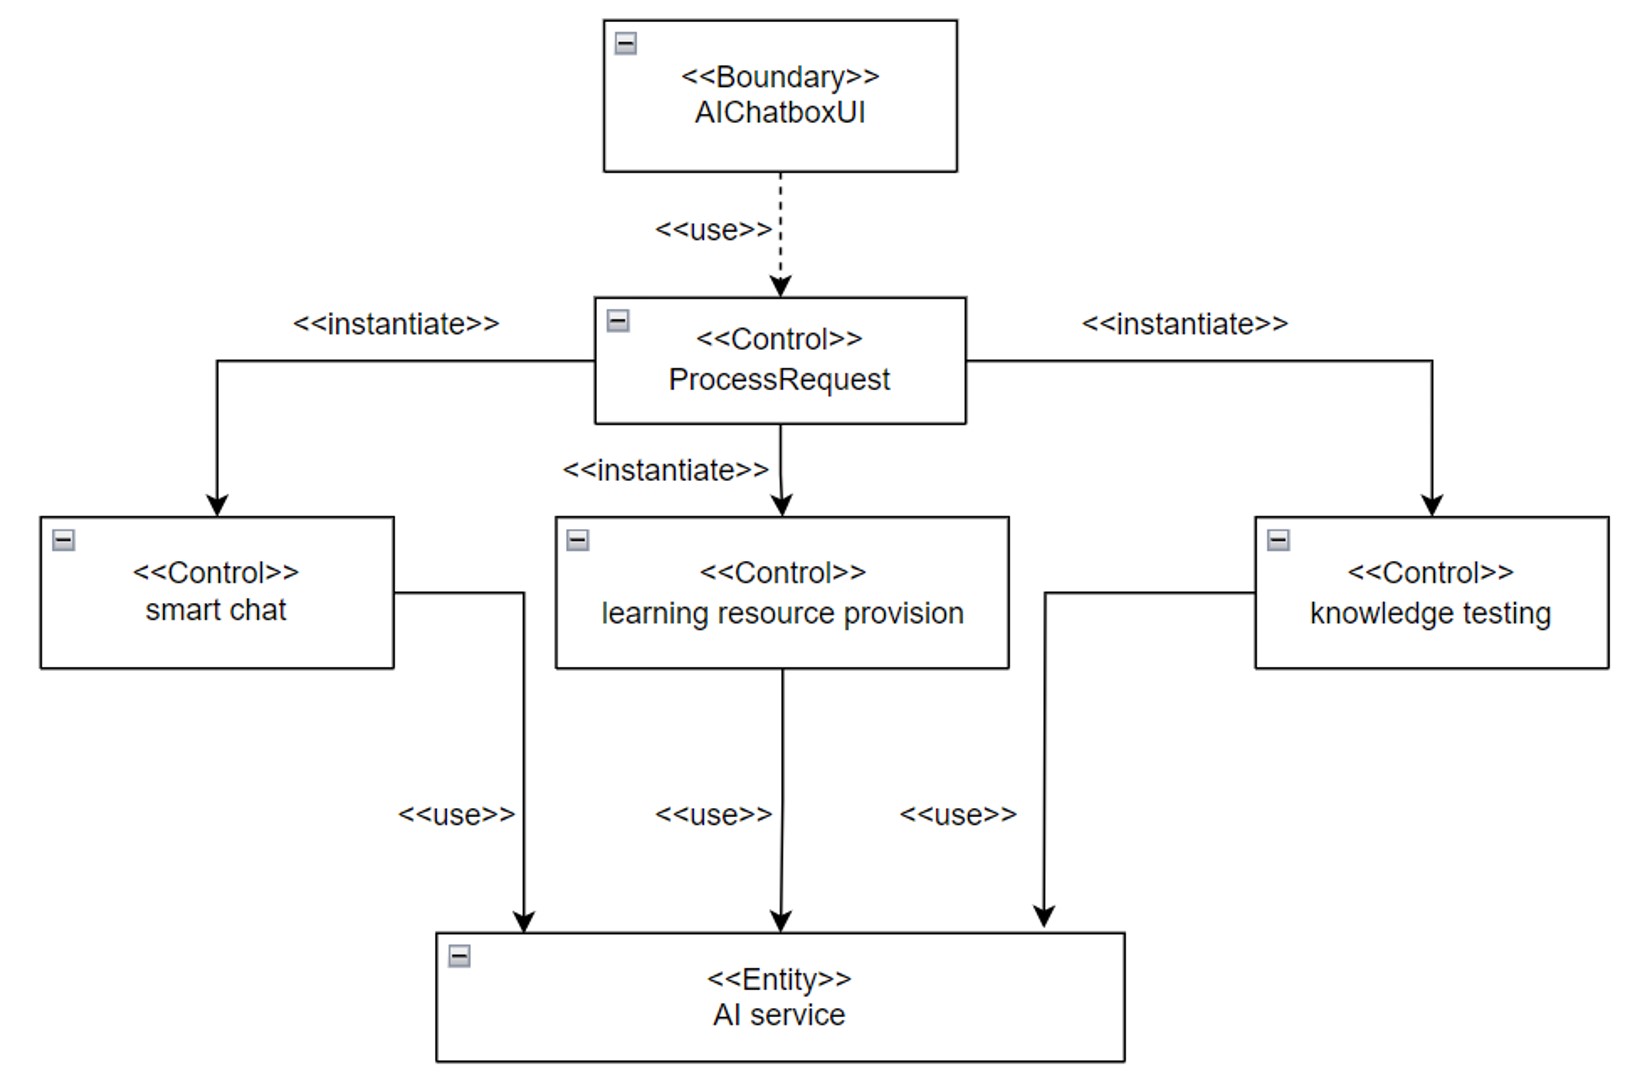 <<Boundary>>
AIChatboxUI
<<use>>
<<instantiate>>
<<instantiate>>
<<Control>>
ProcessRequest
<<instantiate>>
<<Control>>
smart chat
<<Control>>
learning resource provision
<<Control>>
knowledge testing
<<use>>
<<use>>
<<use>>
<<Entity>>
AI service